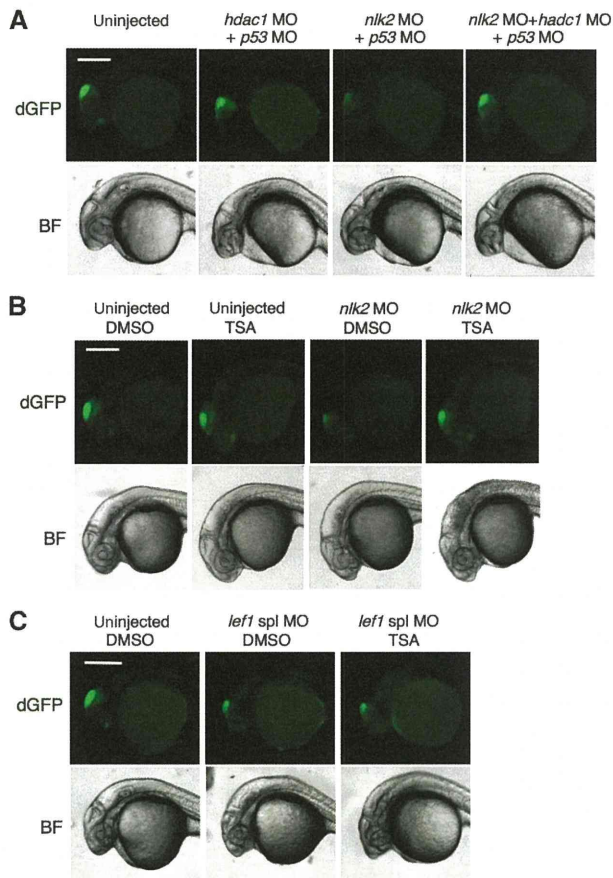 A
Uninjected
hdac1 MO
+ p53 MO
nlk2 MO
+ p53 MO
nlk2 MO+hadc1 MO
+ p53 MO
dGFP
BF
B
Uninjected
DMSO
Uninjected
TSA
nlk2 MO
DMSO
nlk2 MO
TSA
dGFP
BF
C
Uninjected
DMSO
lef1 spl MO
DMSO
lef1 spl MO
TSA
dGFP
BF